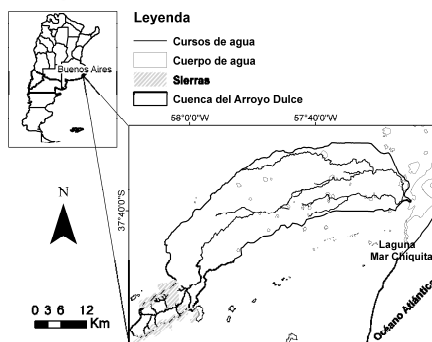 Leyenda
Cursos de agua
Cuerpo de agua
Sierras
Cuenca del Arroyo Dulce
Buenos Aires
58°0'0"W
57°40'0"W
37°40'0"S
N
0 3 6 12
Km
Laguna
Mar Chiquita
Océano Atlántico